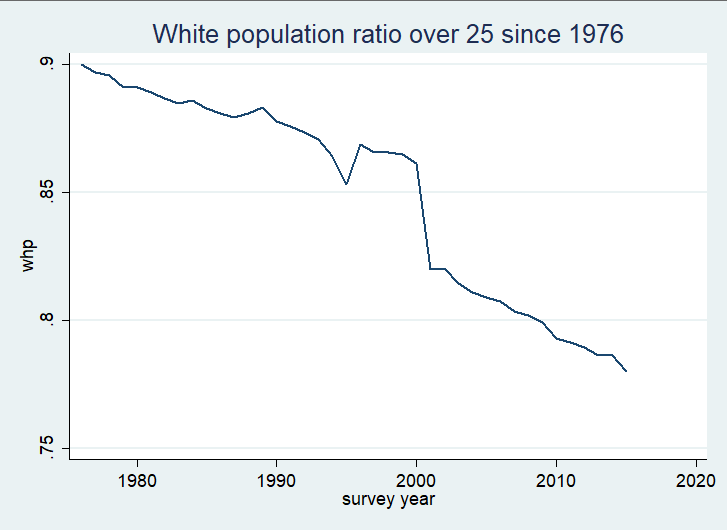 White population ratio over 25 since 1976
.9
.85
.8
.75
whp
1980 1990 2000 2010 2020
survey year